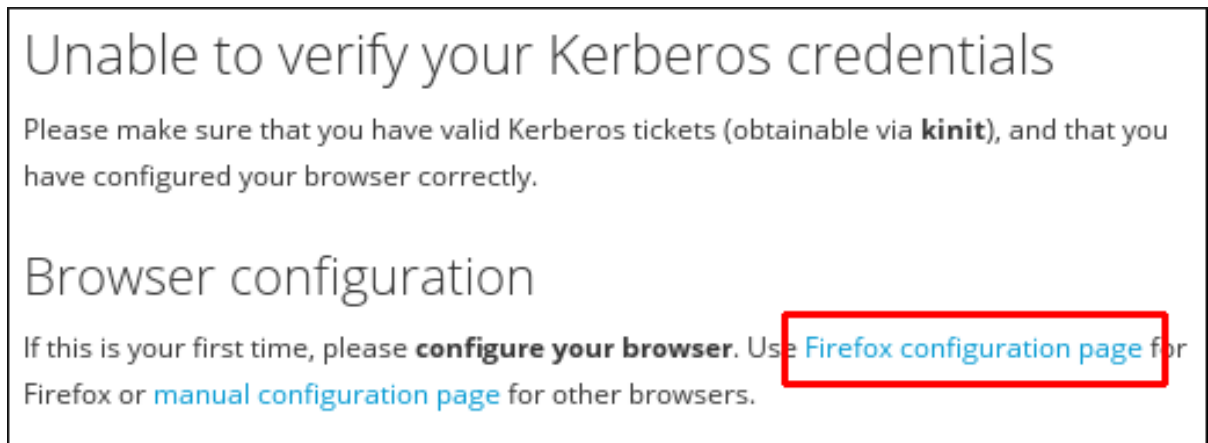 Unable to verify your Kerberos credentials
Please make sure that you have valid Kerberos tickets (obtainable via kinit), and that you
have configured your browser correctly.
Browser configuration
If this is your first time, please configure your browser. Use Firefox configuration page for
Firefox or manual configuration page for other browsers.